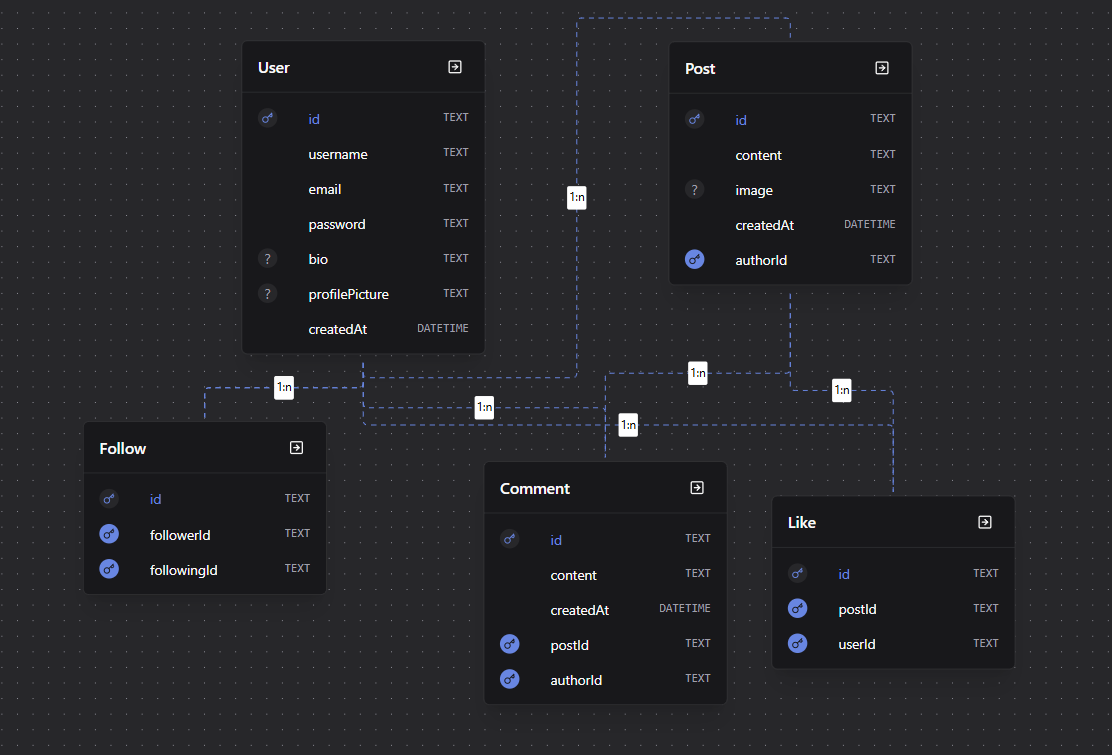 User
id TEXT
username TEXT
email TEXT
password TEXT
? bio TEXT
? profilePicture TEXT
createdAt DATETIME
Post
id TEXT
content TEXT
? image TEXT
createdAt DATETIME
authorId TEXT
1:n
1:n
1:n
1:n
1:n
1:n
Follow
id TEXT
followerId TEXT
followingId TEXT
Comment
id TEXT
content TEXT
createdAt DATETIME
postId TEXT
authorId TEXT
Like
id TEXT
postId TEXT
userId TEXT